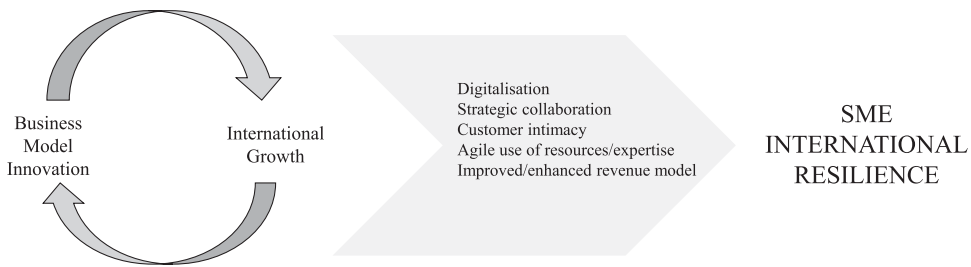 Business
Model
Innovation
International
Growth
Digitalisation
Strategic collaboration
Customer intimacy
Agile use of resources/expertise
Improved/enhanced revenue model
SME
INTERNATIONAL
RESILIENCE